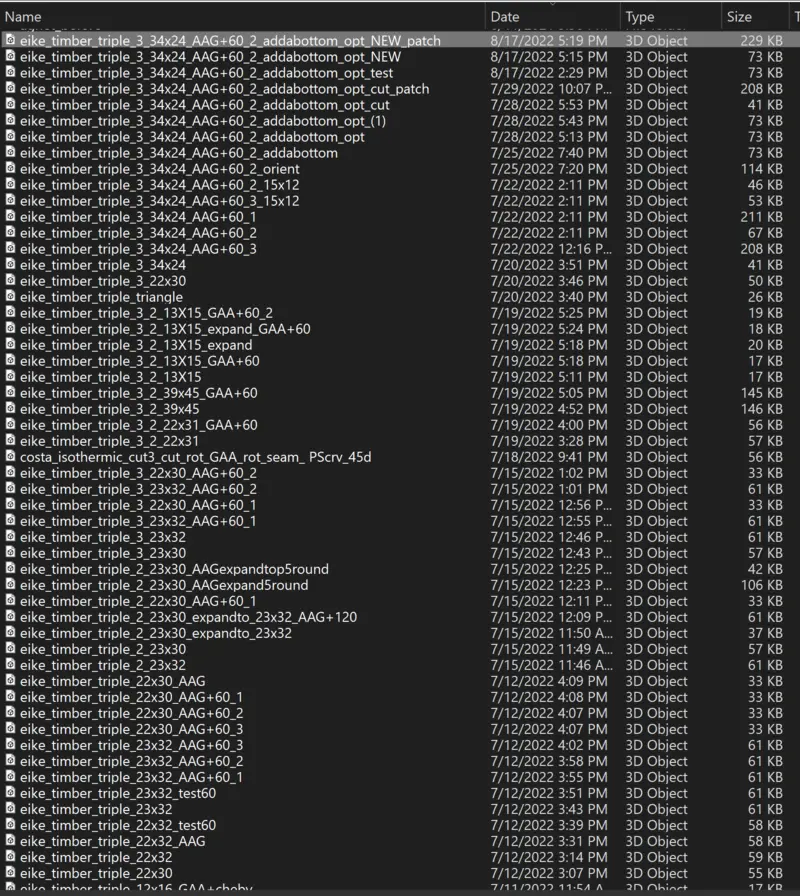 Name Date Type Size T
eike_timber_triple_3_34x24_AAG+60_2_addabottom_opt_NEW_patch 8/17/2022 5:19 PM 3D Object 229 KB
eike_timber_triple_3_34x24_AAG+60_2_addabottom_opt_NEW 8/17/2022 5:15 PM 3D Object 73 KB
eike_timber_triple_3_34x24_AAG+60_2_addabottom_opt_test 8/17/2022 2:29 PM 3D Object 73 KB
eike_timber_triple_3_34x24_AAG+60_2_addabottom_opt_cut_patch 7/29/2022 10:07 P... 3D Object 208 KB
eike_timber_triple_3_34x24_AAG+60_2_addabottom_opt_cut 7/28/2022 5:53 PM 3D Object 41 KB
eike_timber_triple_3_34x24_AAG+60_2_addabottom_opt_(1) 7/28/2022 5:43 PM 3D Object 73 KB
eike_timber_triple_3_34x24_AAG+60_2_addabottom_opt 7/28/2022 5:13 PM 3D Object 73 KB
eike_timber_triple_3_34x24_AAG+60_2_addabottom 7/25/2022 7:40 PM 3D Object 73 KB
eike_timber_triple_3_34x24_AAG+60_2_orient 7/25/2022 7:20 PM 3D Object 114 KB
eike_timber_triple_3_34x24_AAG+60_2_15x12 7/22/2022 2:11 PM 3D Object 46 KB
eike_timber_triple_3_34x24_AAG+60_3_15x12 7/22/2022 2:11 PM 3D Object 53 KB
eike_timber_triple_3_34x24_AAG+60_1 7/22/2022 2:11 PM 3D Object 211 KB
eike_timber_triple_3_34x24_AAG+60_2 7/22/2022 2:11 PM 3D Object 67 KB
eike_timber_triple_3_34x24_AAG+60_3 7/22/2022 12:16 P... 3D Object 208 KB
eike_timber_triple_3_34x24 7/20/2022 3:51 PM 3D Object 41 KB
eike_timber_triple_3_22x30 7/20/2022 3:46 PM 3D Object 50 KB
eike_timber_triple_triangle 7/20/2022 3:40 PM 3D Object 26 KB
eike_timber_triple_3_2_13X15_GAA+60_2 7/19/2022 5:25 PM 3D Object 19 KB
eike_timber_triple_3_2_13X15_expand_GAA+60 7/19/2022 5:24 PM 3D Object 18 KB
eike_timber_triple_3_2_13X15_expand 7/19/2022 5:18 PM 3D Object 20 KB
eike_timber_triple_3_2_13X15_GAA+60 7/19/2022 5:18 PM 3D Object 17 KB
eike_timber_triple_3_2_13X15 7/19/2022 5:11 PM 3D Object 17 KB
eike_timber_triple_3_2_39x45_GAA+60 7/19/2022 5:05 PM 3D Object 145 KB
eike_timber_triple_3_2_39x45 7/19/2022 4:52 PM 3D Object 146 KB
eike_timber_triple_3_2_22x31_GAA+60 7/19/2022 4:00 PM 3D Object 56 KB
eike_timber_triple_3_2_22x31 7/19/2022 3:28 PM 3D Object 57 KB
costa_isothermic_cut3_cut_rot_GAA_rot_seam_ PScrv_45d 7/18/2022 9:41 PM 3D Object 56 KB
eike_timber_triple_3_22x30_AAG+60_2 7/15/2022 1:02 PM 3D Object 33 KB
eike_timber_triple_3_23x32_AAG+60_2 7/15/2022 1:01 PM 3D Object 61 KB
eike_timber_triple_3_22x30_AAG+60_1 7/15/2022 12:56 P... 3D Object 33 KB
eike_timber_triple_3_23x32_AAG+60_1 7/15/2022 12:55 P... 3D Object 61 KB
eike_timber_triple_3_23x32 7/15/2022 12:46 P... 3D Object 61 KB
eike_timber_triple_3_23x30 7/15/2022 12:43 P... 3D Object 57 KB
eike_timber_triple_2_23x30_AAGexpandtop5round 7/15/2022 12:25 P... 3D Object 42 KB
eike_timber_triple_2_23x30_AAGexpand5round 7/15/2022 12:23 P... 3D Object 106 KB
eike_timber_triple_2_22x30_AAG+60_1 7/15/2022 12:11 P... 3D Object 33 KB
eike_timber_triple_2_23x30_expandto_23x32_AAG+120 7/15/2022 12:09 P... 3D Object 61 KB
eike_timber_triple_2_23x30_expandto_23x32 7/15/2022 11:50 A... 3D Object 37 KB
eike_timber_triple_2_23x30 7/15/2022 11:49 A... 3D Object 57 KB
eike_timber_triple_2_23x32 7/15/2022 11:46 A... 3D Object 61 KB
eike_timber_triple_22x30_AAG 7/12/2022 4:09 PM 3D Object 33 KB
eike_timber_triple_22x30_AAG+60_1 7/12/2022 4:08 PM 3D Object 33 KB
eike_timber_triple_22x30_AAG+60_2 7/12/2022 4:07 PM 3D Object 33 KB
eike_timber_triple_22x30_AAG+60_3 7/12/2022 4:07 PM 3D Object 33 KB
eike_timber_triple_23x32_AAG+60_3 7/12/2022 4:02 PM 3D Object 61 KB
eike_timber_triple_23x32_AAG+60_2 7/12/2022 3:58 PM 3D Object 61 KB
eike_timber_triple_23x32_AAG+60_1 7/12/2022 3:55 PM 3D Object 61 KB
eike_timber_triple_23x32_test60 7/12/2022 3:51 PM 3D Object 61 KB
eike_timber_triple_23x32 7/12/2022 3:43 PM 3D Object 61 KB
eike_timber_triple_22x32_test60 7/12/2022 3:39 PM 3D Object 58 KB
eike_timber_triple_22x32_AAG 7/12/2022 3:31 PM 3D Object 58 KB
eike_timber_triple_22x32 7/12/2022 3:14 PM 3D Object 59 KB
eike_timber_triple_22x30 7/12/2022 3:07 PM 3D Object 55 KB
eike_timber_triple_12x16_GAA+cheby 7/11/2022 11:54 A... 3D Object 17 KB